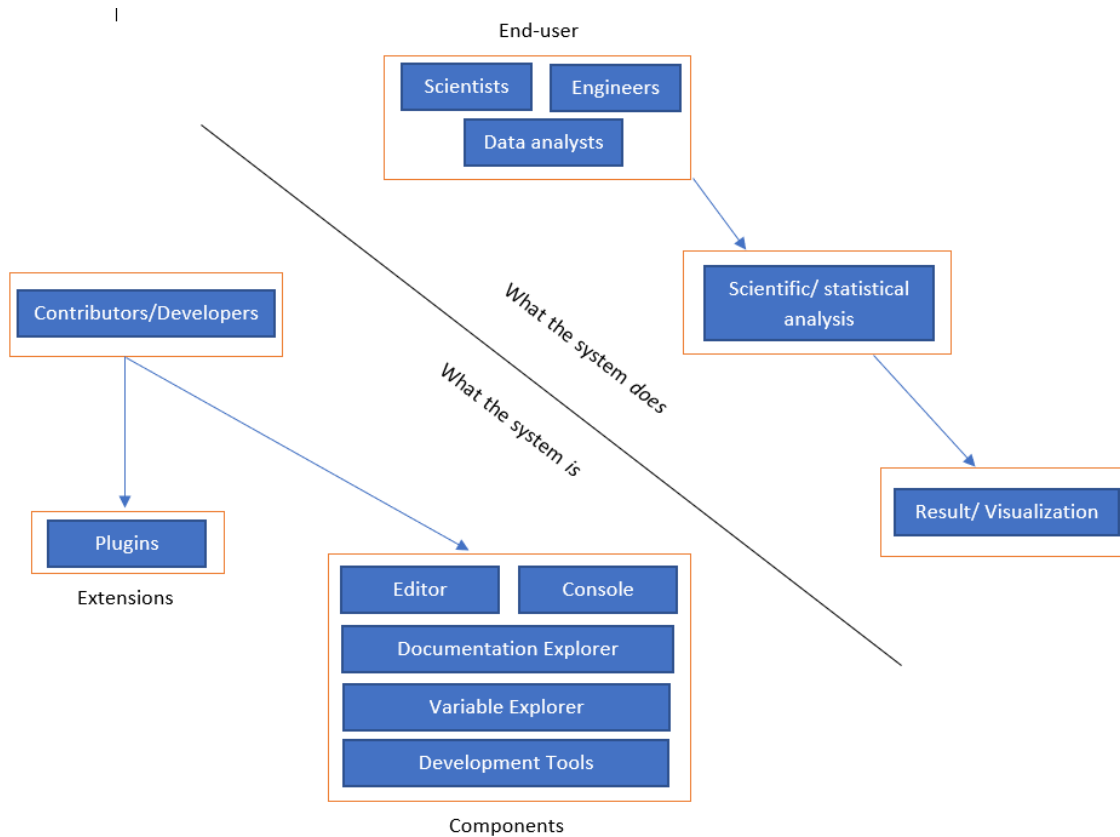 End-user
Scientists
Engineers
Data analysts
Scientific/ statistical
analysis
Result/ Visualization
What the system does
What the system is
Contributors/Developers
Plugins
Extensions
Editor
Console
Documentation Explorer
Variable Explorer
Development Tools
Components